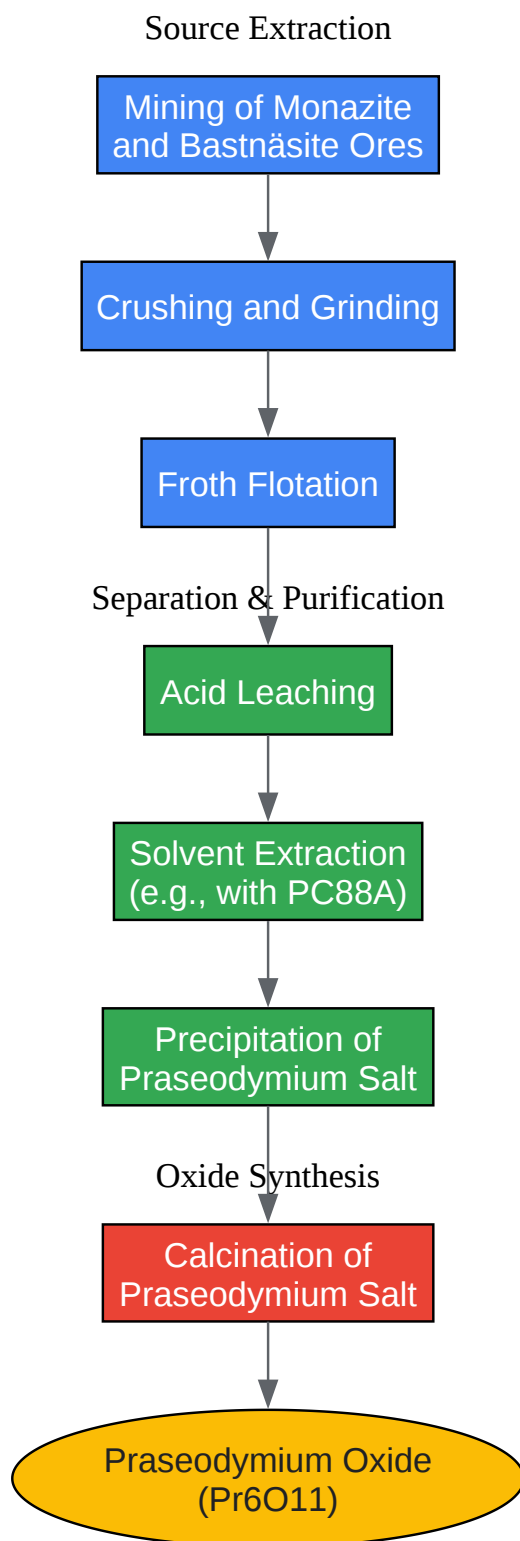 Source Extraction
Mining of Monazite
and Bastnäsite Ores
Crushing and Grinding
Froth Flotation
Separation & Purification
Acid Leaching
Solvent Extraction
(e.g., with PC88A)
Precipitation of
Praseodymium Salt
Oxide Synthesis
Calcination of
Praseodymium Salt
Praseodymium Oxide
(Pr6O11)